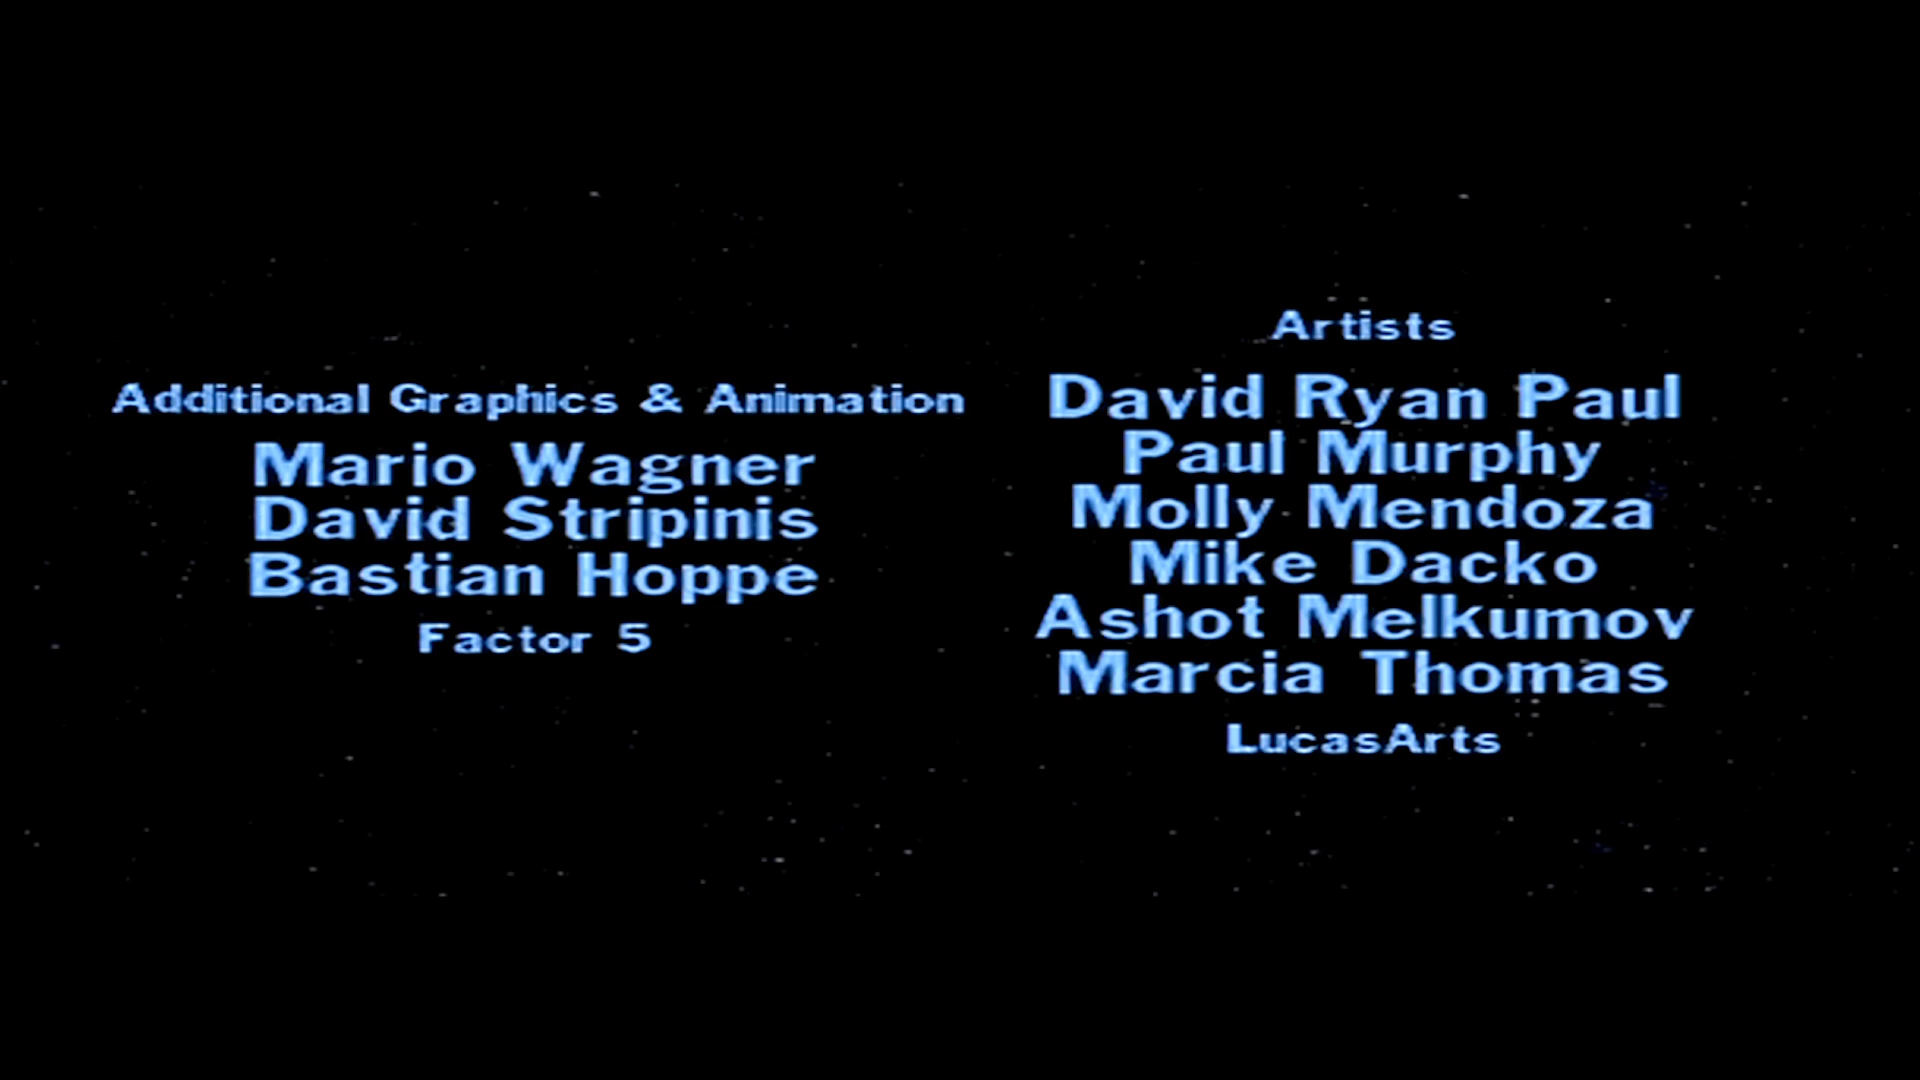 Additional Graphics & Animation
Mario Wagner
David Stripinis
Bastian Hoppe
Factor 5
Artists
David Ryan Paul
Paul Murphy
Molly Mendoza
Mike Dacko
Ashot Melkumov
Marcia Thomas
LucasArts